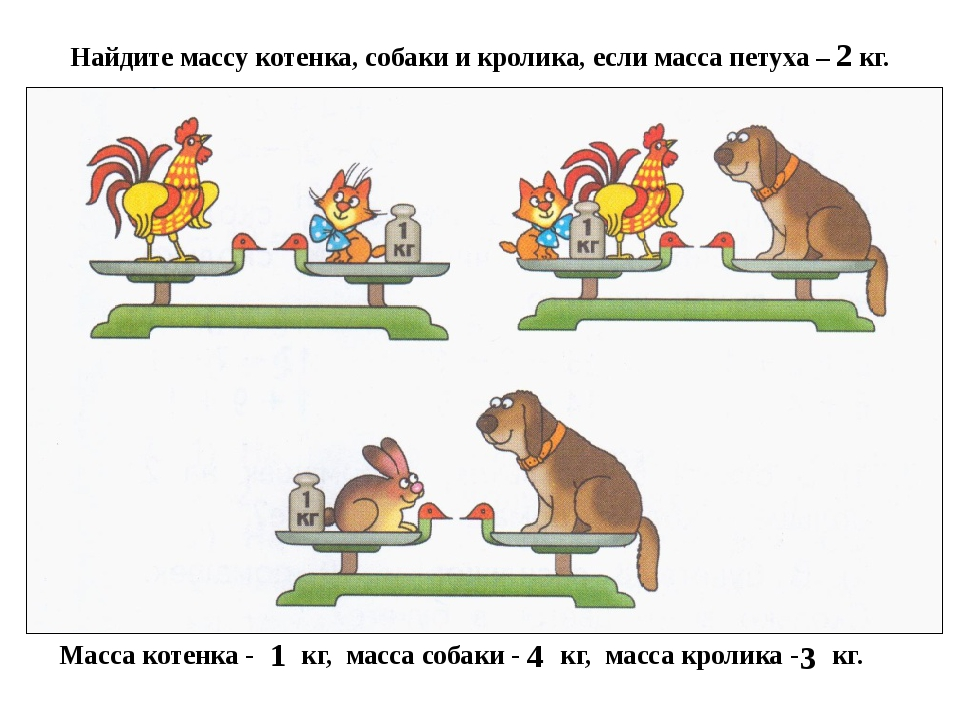 Найдите массу котенка, собаки и кролика, если масса петуха – 2 кг.
1 кг
1 кг
1 кг
Масса котенка - 1 кг, масса собаки - 4 кг, масса кролика - 3 кг.